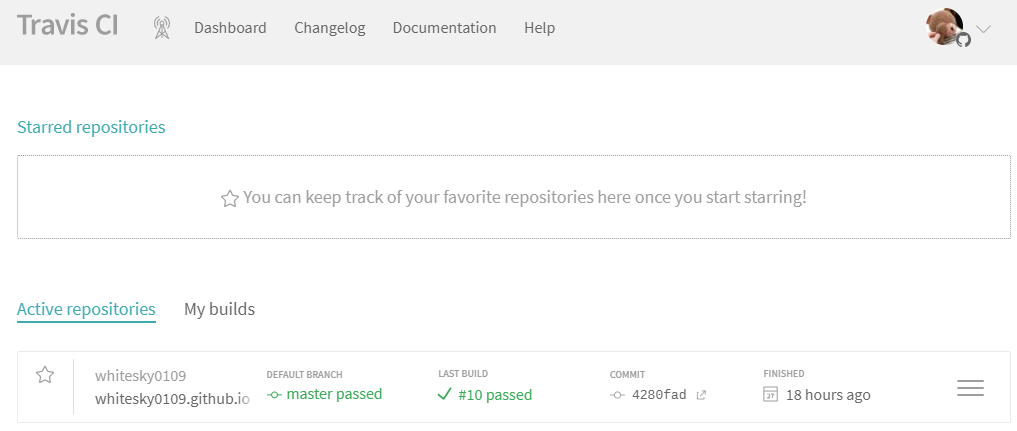 Travis CI Dashboard Changelog Documentation Help
Starred repositories
You can keep track of your favorite repositories here once you start starring!
Active repositories My builds
whitesky0109
whitesky0109.github.io
DEFAULT BRANCH
master passed
LAST BUILD
#10 passed
COMMIT
4280fad
FINISHED
27
18 hours ago